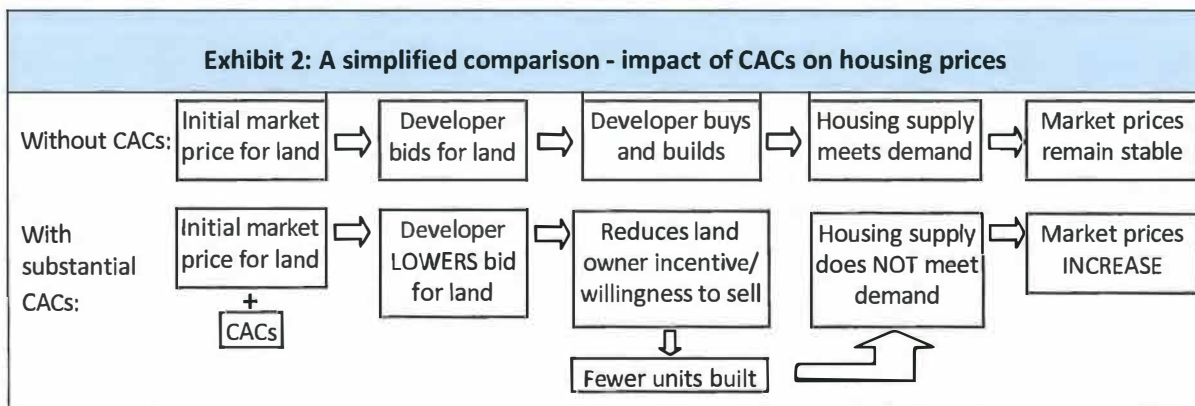 Exhibit 2: A simplified comparison - impact of CACs on housing prices
Without CACs:
Initial market
price for land
Developer
bids for land
Developer buys
and builds
Housing supply
meets demand
Market prices
remain stable
With
substantial
CACs:
Initial market
price for land
+
CACs
Developer
LOWERS bid
for land
Reduces land
owner incentive/
willingness to sell
Fewer units built
Housing supply
does NOT meet
demand
Market prices
INCREASE